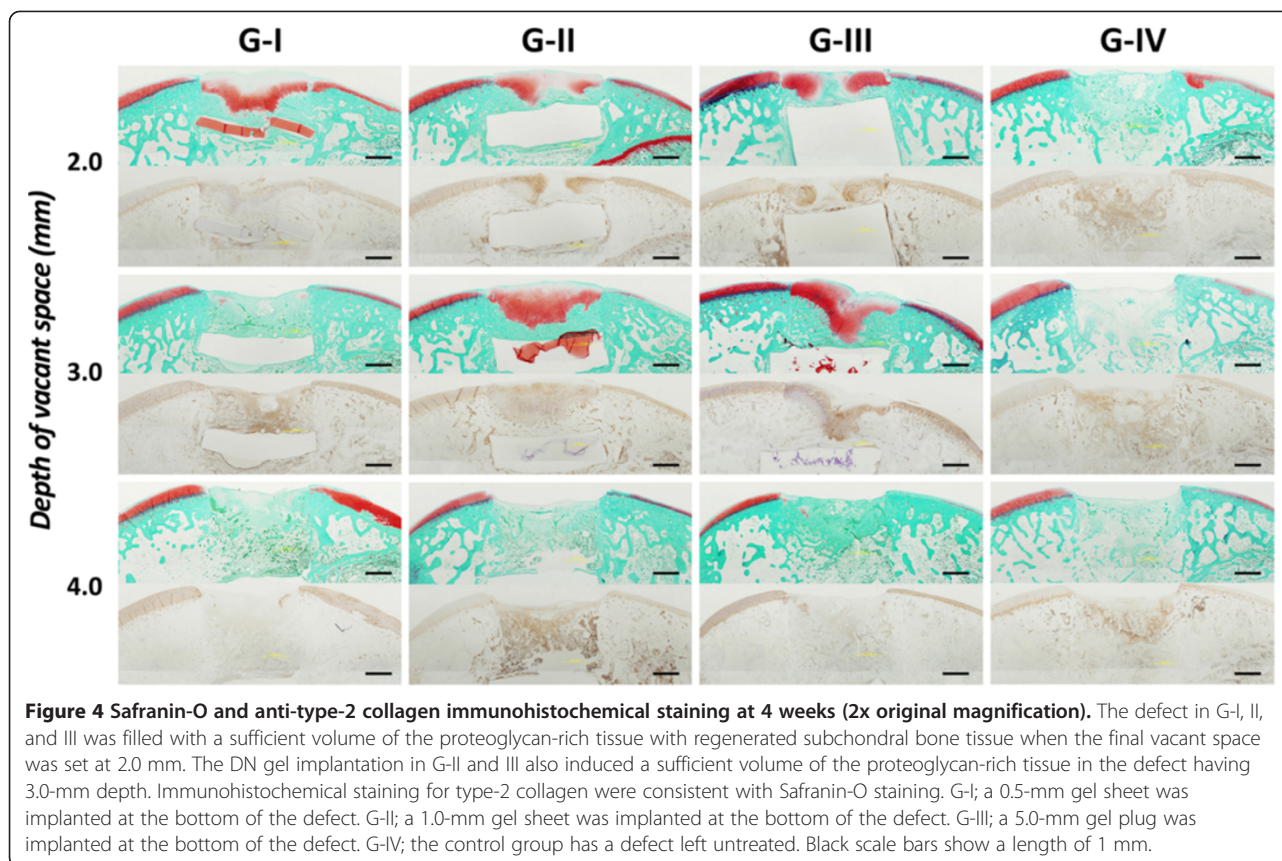 G-I G-II G-III G-IV
Depth of vacant space (mm)
2.0
3.0
4.0
Figure 4 Safranin-O and anti-type-2 collagen immunohistochemical staining at 4 weeks (2x original magnification). The defect in G-I, II,
and III was filled with a sufficient volume of the proteoglycan-rich tissue with regenerated subchondral bone tissue when the final vacant space
was set at 2.0 mm. The DN gel implantation in G-II and III also induced a sufficient volume of the proteoglycan-rich tissue in the defect having
3.0-mm depth. Immunohistochemical staining for type-2 collagen were consistent with Safranin-O staining. G-I; a 0.5-mm gel sheet was
implanted at the bottom of the defect. G-II; a 1.0-mm gel sheet was implanted at the bottom of the defect. G-III; a 5.0-mm gel plug was
implanted at the bottom of the defect. G-IV; the control group has a defect left untreated. Black scale bars show a length of 1 mm.